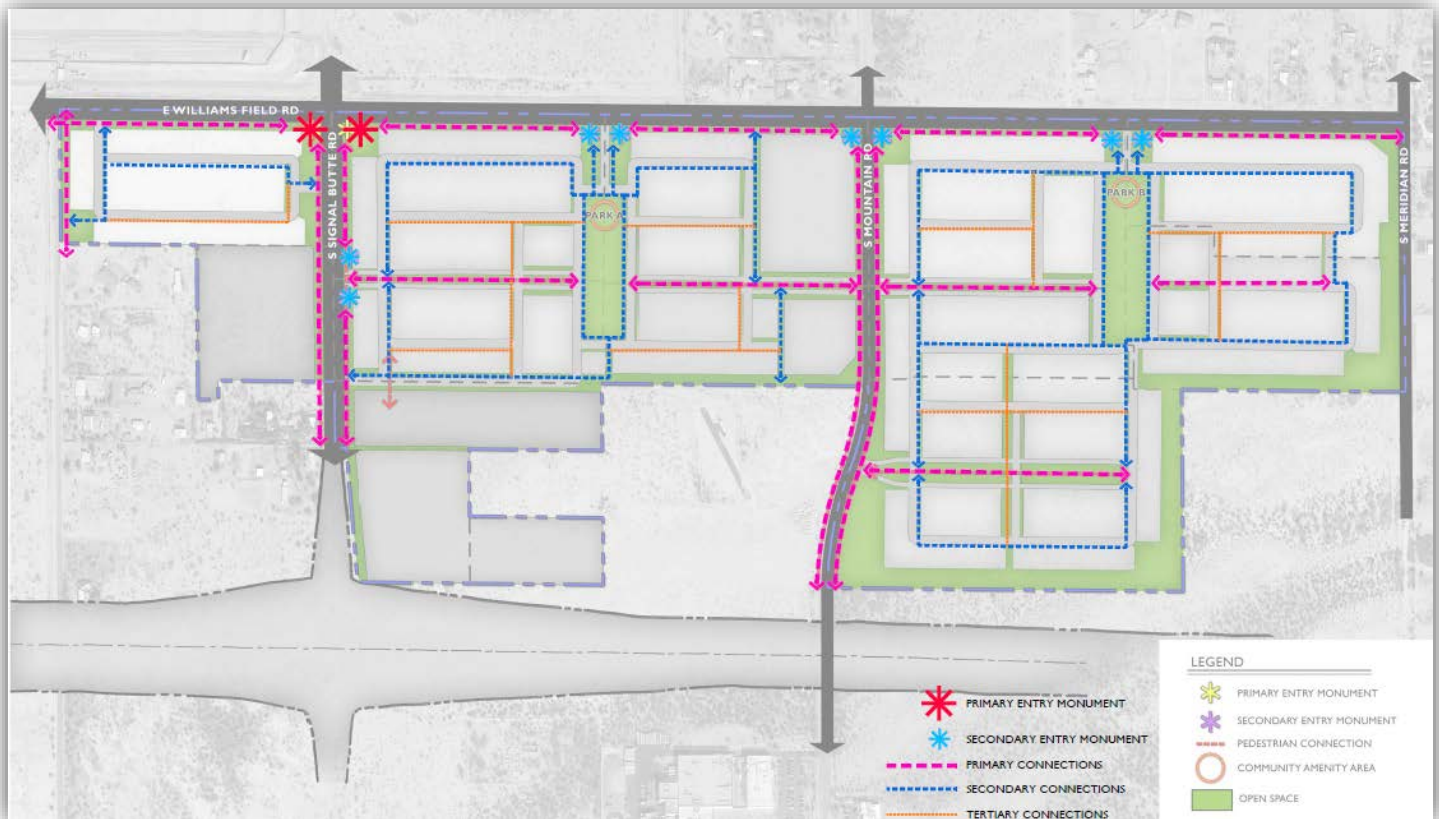 E WILLIAMS FIELD RD
S SIGNAL BUTTE RD
PARK A
S MOUNTAIN RD
PARK B
S MERIDIAN RD
PRIMARY ENTRY MONUMENT
SECONDARY ENTRY MONUMENT
PRIMARY CONNECTIONS
SECONDARY CONNECTIONS
TERTIARY CONNECTIONS
LEGEND
PRIMARY ENTRY MONUMENT
SECONDARY ENTRY MONUMENT
PEDESTRIAN CONNECTION
COMMUNITY AMENITY AREA
OPEN SPACE